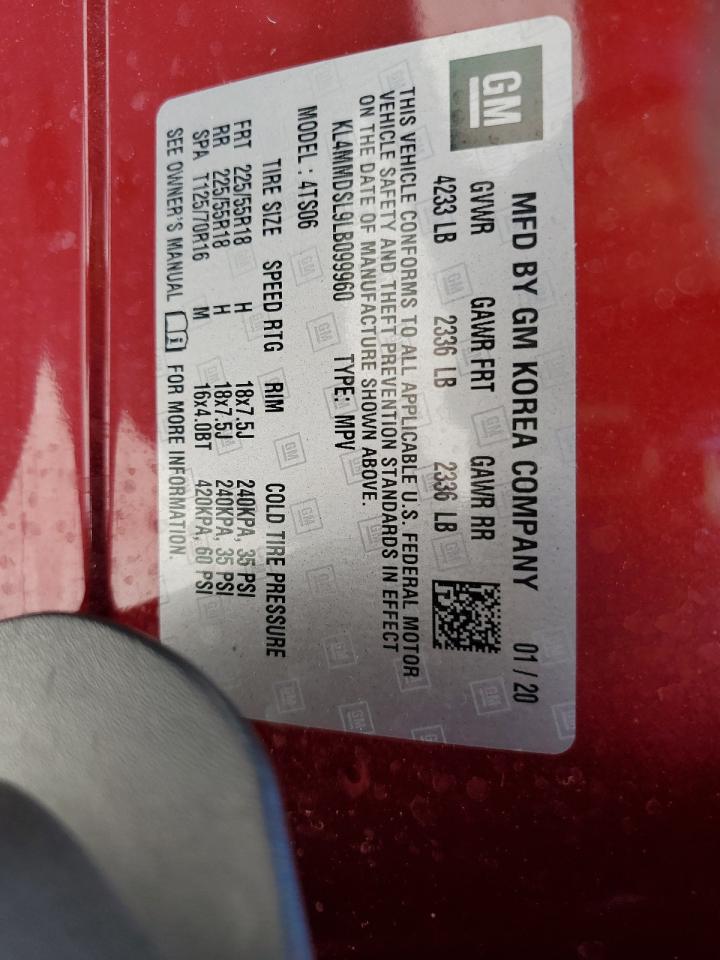 GM
MFD BY GM KOREA COMPANY 01 / 20
GVWR GAWR FRT GAWR RR
4233 LB 2336 LB 2336 LB
THIS VEHICLE CONFORMS TO ALL APPLICABLE U.S. FEDERAL MOTOR
VEHICLE SAFETY AND THEFT PREVENTION STANDARDS IN EFFECT
ON THE DATE OF MANUFACTURE SHOWN ABOVE.
KL4MMDSL9LB099960 TYPE: MPV
MODEL : 4TS06
TIRE SIZE SPEED RTG RIM COLD TIRE PRESSURE
FRT 225/55R18 H 18x7.5J 240KPA, 35 PSI
RR 225/55R18 H 18x7.5J 240KPA, 35 PSI
SPA T125/70R16 M 16x4.0BT 420KPA, 60 PSI
SEE OWNER'S MANUAL FOR MORE INFORMATION.